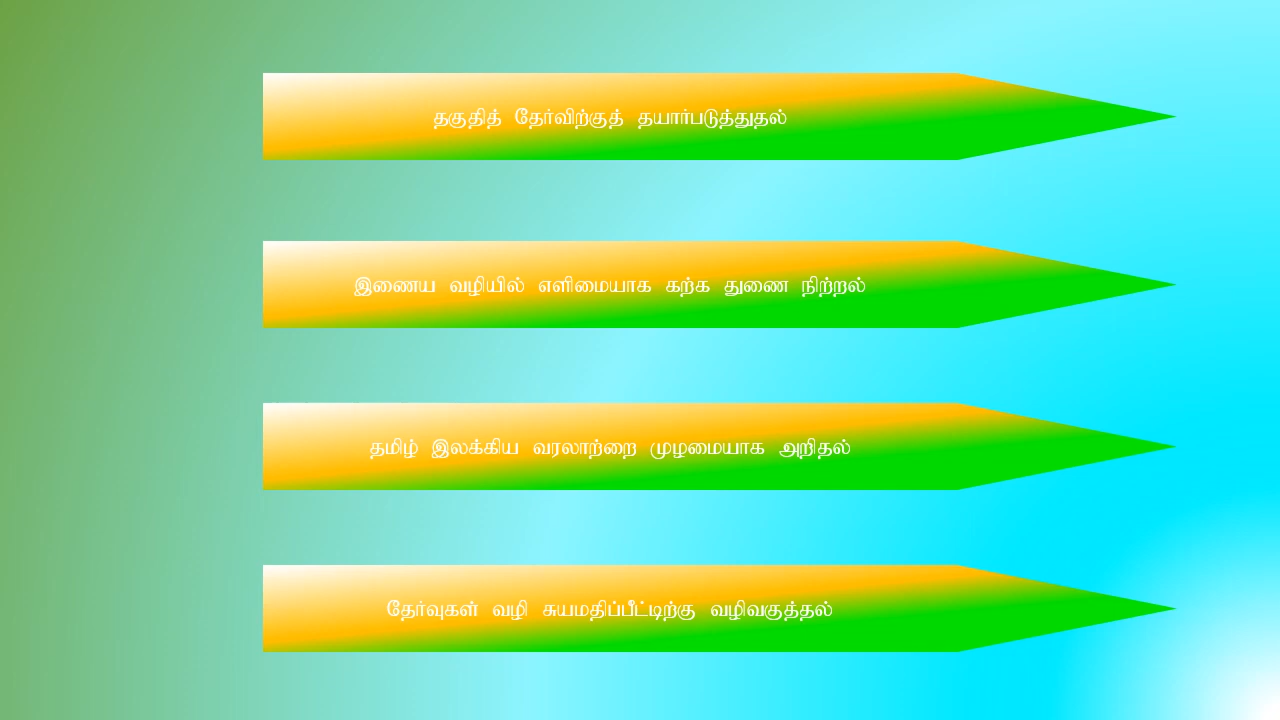 தகுதித் தேர்விற்குத் தயார்படுத்துதல்
இணைய வழியில் எளிமையாக கற்க துணை நிற்றல்
தமிழ் இலக்கிய வரலாற்றை முழமையாக அறிதல்
தேர்வுகள் வழி சுயமதிப்பீட்டிற்கு வழிவகுத்தல்